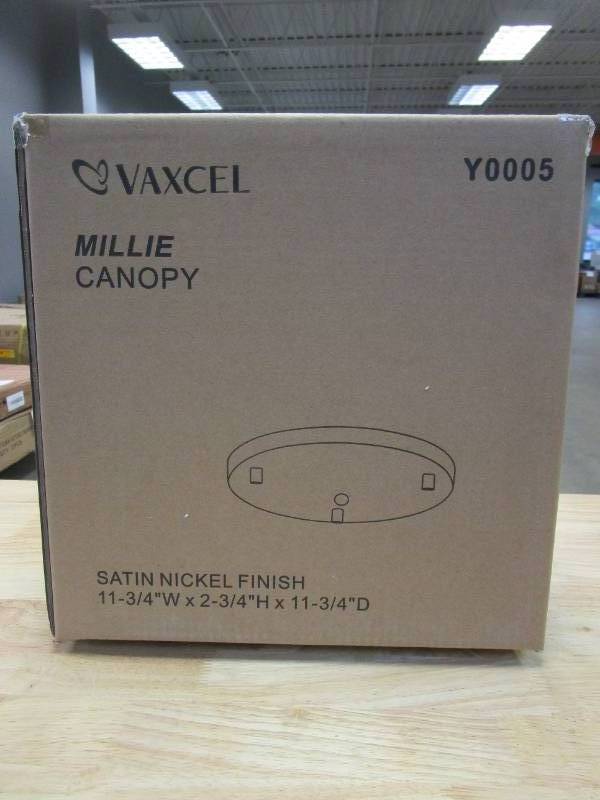 VAXCEL
Y0005
MILLIE
CANOPY
SATIN NICKEL FINISH
11-3/4"W x 2-3/4"H x 11-3/4"D